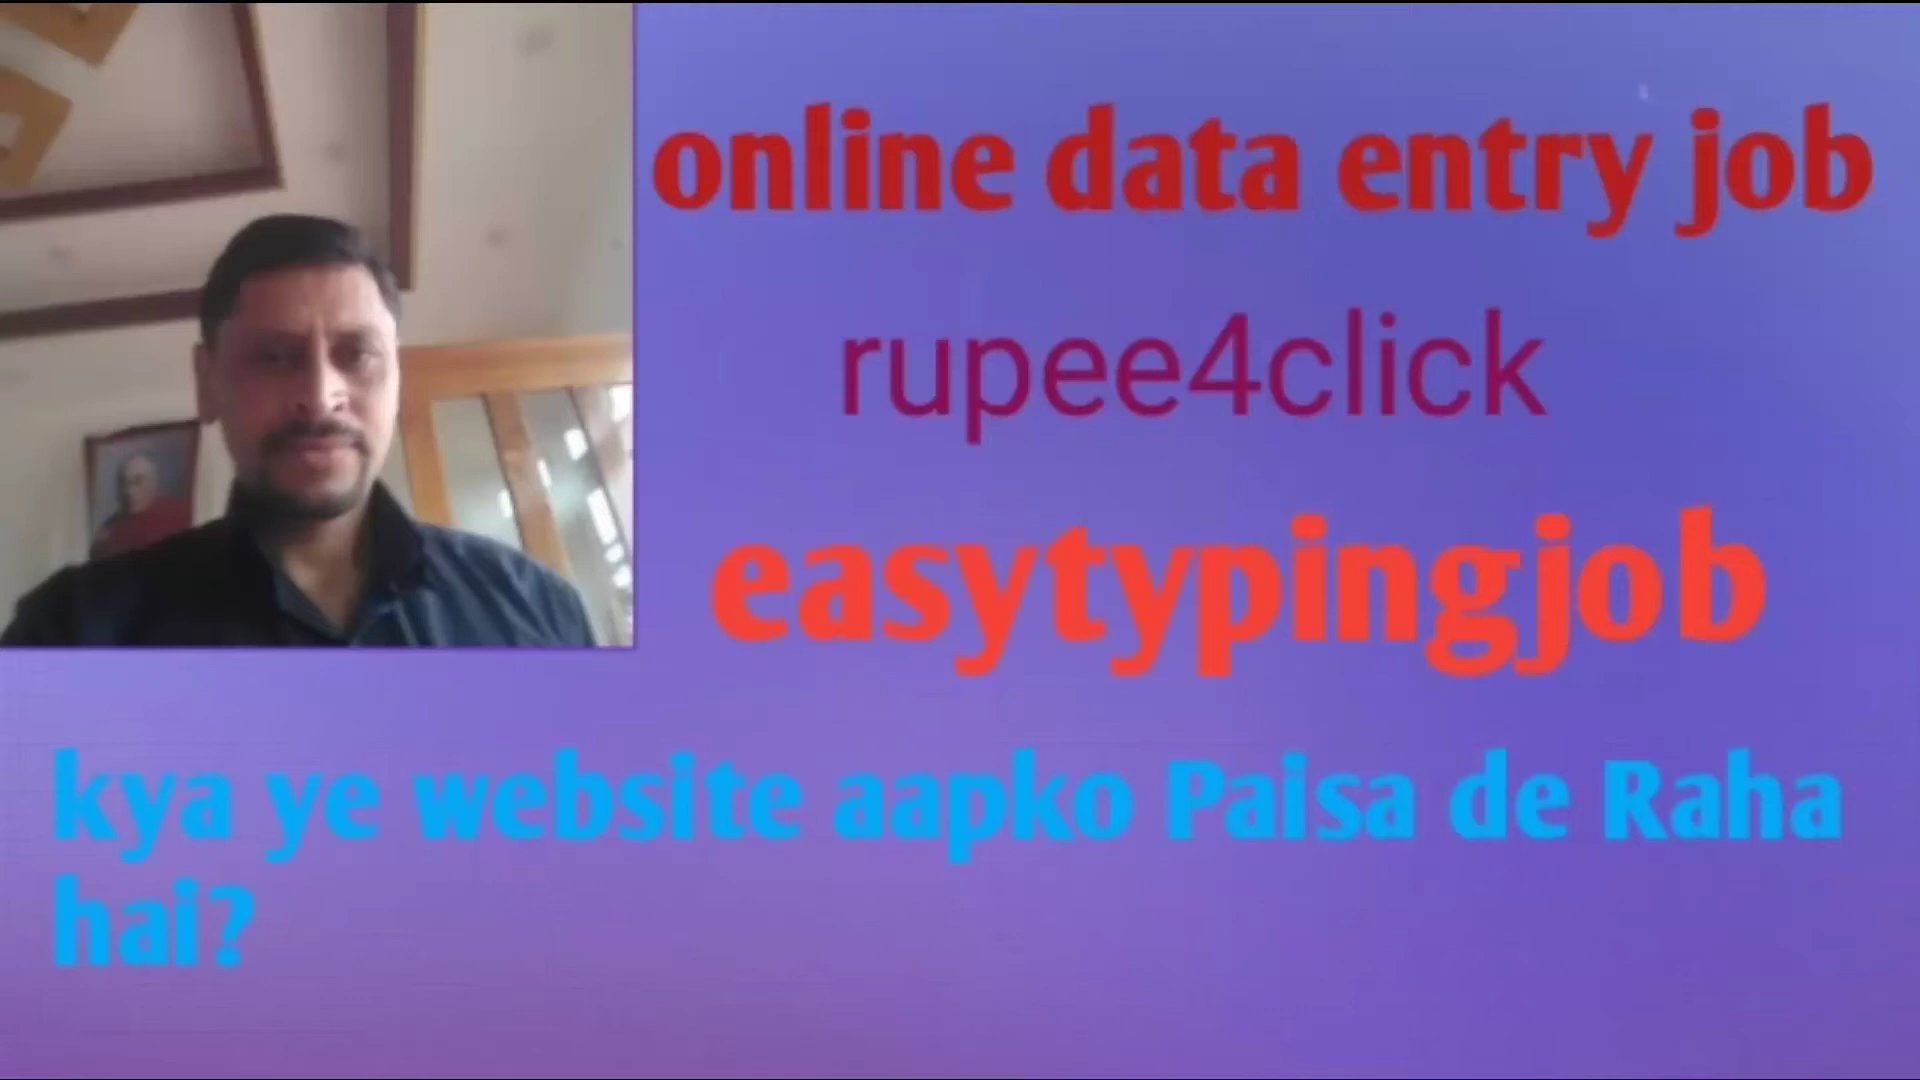 online data entry job
rupee4click
easytypingjob
kya ye website aapko Paisa de Raha
hai?